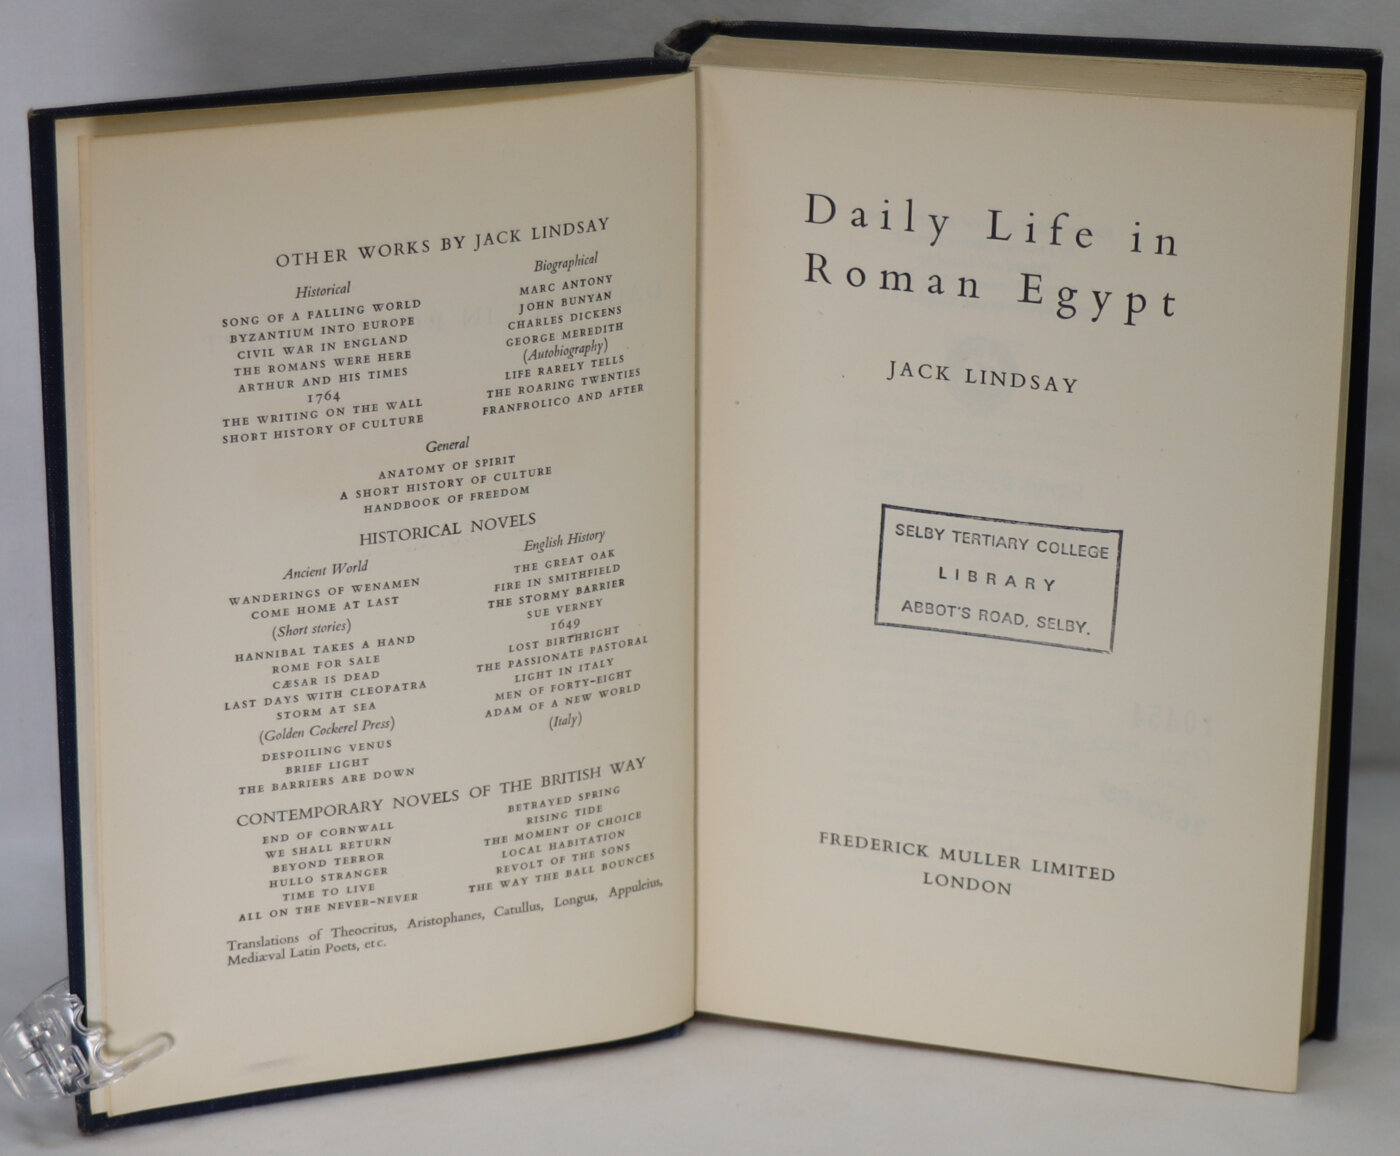 OTHER WORKS BY JACK LINDSAY
Historical
SONG OF A FALLING WORLD
BYZANTIUM INTO EUROPE
CIVIL WAR IN ENGLAND
THE ROMANS WERE HERE
ARTHUR AND HIS TIMES
1764
THE WRITING ON THE WALL
SHORT HISTORY OF CULTURE
Biographical
MARC ANTONY
JOHN BUNYAN
CHARLES DICKENS
GEORGE MEREDITH
(Autobiography)
LIFE RARELY TELLS
THE ROARING TWENTIES
FRANFROLICO AND AFTER
General
ANATOMY OF SPIRIT
A SHORT HISTORY OF CULTURE
HANDBOOK OF FREEDOM
HISTORICAL NOVELS
Ancient World
WANDERINGS OF WENAMEN
COME HOME AT LAST
(Short stories)
HANNIBAL TAKES A HAND
ROME FOR SALE
CÆSAR IS DEAD
LAST DAYS WITH CLEOPATRA
STORM AT SEA
(Golden Cockerel Press)
DESPOILING VENUS
BRIEF LIGHT
THE BARRIERS ARE DOWN
English History
THE GREAT OAK
FIRE IN SMITHFIELD
THE STORMY BARRIER
SUE VERNEY
1649
LOST BIRTHRIGHT
THE PASSIONATE PASTORAL
LIGHT IN ITALY
MEN OF FORTY-EIGHT
ADAM OF A NEW WORLD
(Italy)
CONTEMPORARY NOVELS OF THE BRITISH WAY
END OF CORNWALL
WE SHALL RETURN
BEYOND TERROR
HULLO STRANGER
TIME TO LIVE
ALL ON THE NEVER-NEVER
BETRAYED SPRING
RISING TIDE
THE MOMENT OF CHOICE
LOCAL HABITATION
REVOLT OF THE SONS
THE WAY THE BALL BOUNCES
Translations of Theocritus, Aristophanes, Catullus, Longus, Appuleius,
Mediæval Latin Poets, etc.
Daily Life in
Roman Egypt
JACK LINDSAY
SELBY TERTIARY COLLEGE
LIBRARY
ABBOT'S ROAD, SELBY.
FREDERICK MULLER LIMITED
LONDON